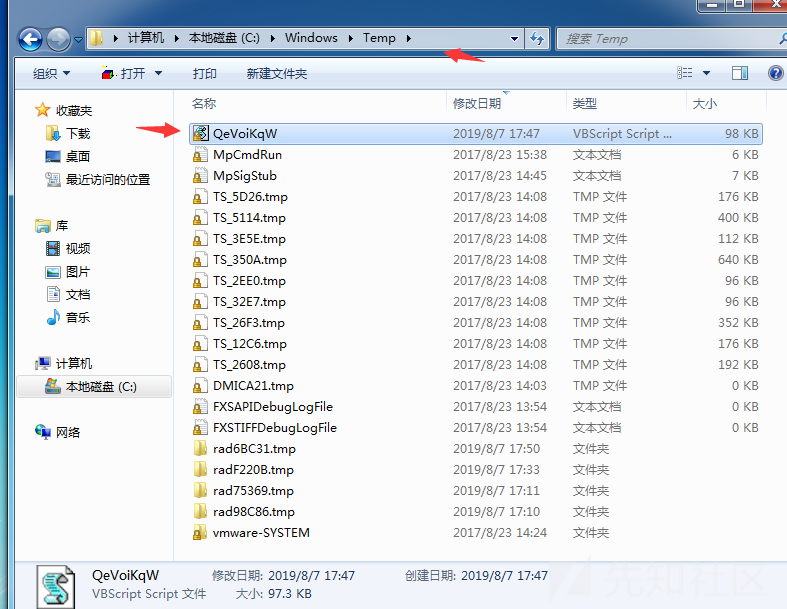 计算机 本地磁盘 (C:) Windows Temp 搜索 Temp
组织 打开 打印 新建文件夹
收藏夹
下载
桌面
最近访问的位置
库
视频
图片
文档
音乐
计算机
本地磁盘 (C:)
网络
名称 修改日期 类型 大小
QeVoiKqW 2019/8/7 17:47 VBScript Script ... 98 KB
MpCmdRun 2017/8/23 15:38 文本文档 6 KB
MpSigStub 2017/8/23 14:45 文本文档 7 KB
TS_5D26.tmp 2017/8/23 14:08 TMP 文件 176 KB
TS_5114.tmp 2017/8/23 14:08 TMP 文件 400 KB
TS_3E5E.tmp 2017/8/23 14:08 TMP 文件 112 KB
TS_350A.tmp 2017/8/23 14:08 TMP 文件 640 KB
TS_2EE0.tmp 2017/8/23 14:08 TMP 文件 96 KB
TS_32E7.tmp 2017/8/23 14:08 TMP 文件 96 KB
TS_26F3.tmp 2017/8/23 14:08 TMP 文件 352 KB
TS_12C6.tmp 2017/8/23 14:08 TMP 文件 176 KB
TS_2608.tmp 2017/8/23 14:08 TMP 文件 192 KB
DMICA21.tmp 2017/8/23 14:03 TMP 文件 0 KB
FXSAPIDebugLogFile 2017/8/23 13:54 文本文档 0 KB
FXSTIFFDebugLogFile 2017/8/23 13:54 文本文档 0 KB
rad6BC31.tmp 2019/8/7 17:50 文件夹
radF220B.tmp 2019/8/7 17:33 文件夹
rad75369.tmp 2019/8/7 17:11 文件夹
rad98C86.tmp 2019/8/7 17:10 文件夹
vmware-SYSTEM 2017/8/23 14:24 文件夹
QeVoiKqW 修改日期: 2019/8/7 17:47 创建日期: 2019/8/7 17:47
VBScript Script 文件 大小: 97.3 KB
先知社区